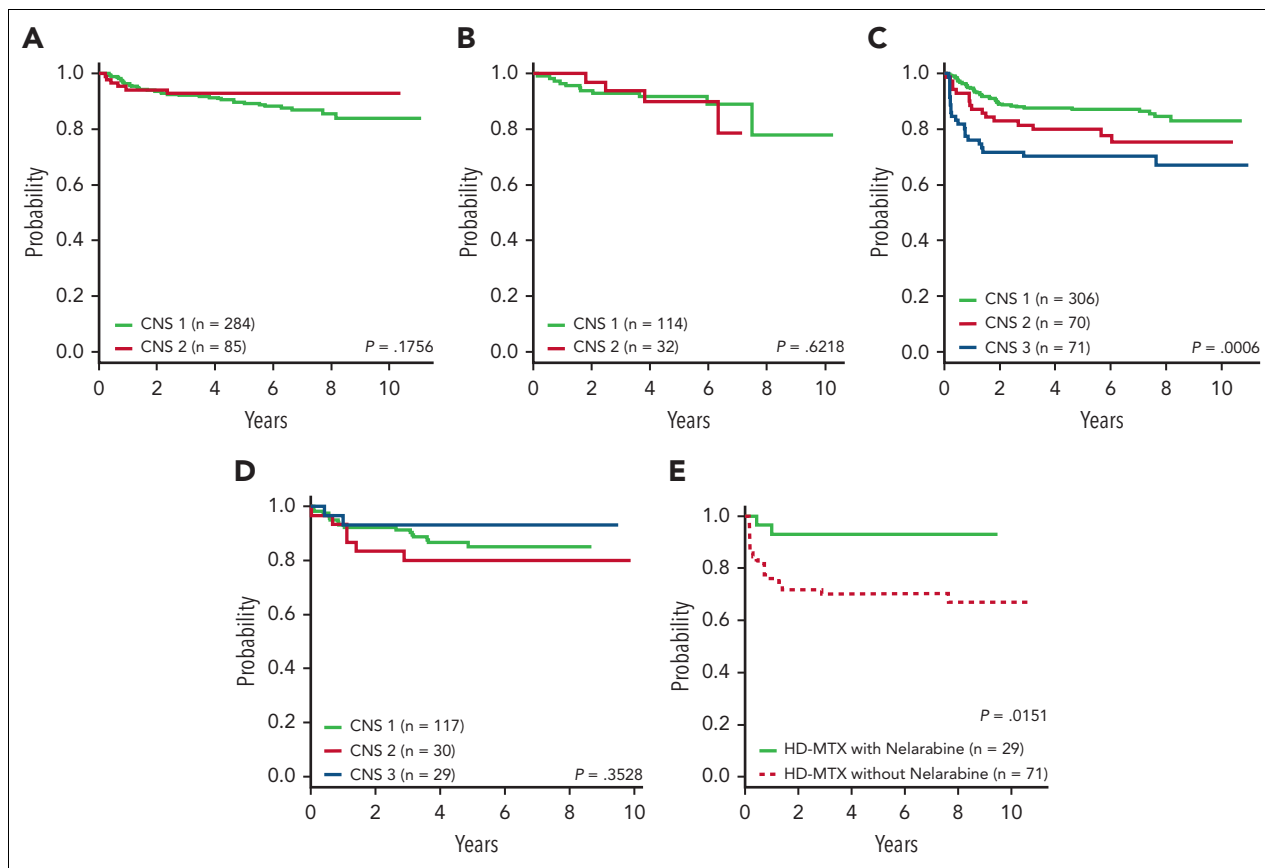 A
Probability
1.0
0.8
0.6
0.4
0.2
0.0
CNS 1 (n = 284)
CNS 2 (n = 85)
P = .1756
0 2 4 6 8 10
Years
B
Probability
1.0
0.8
0.6
0.4
0.2
0.0
CNS 1 (n = 114)
CNS 2 (n = 32)
P = .6218
0 2 4 6 8 10
Years
C
Probability
1.0
0.8
0.6
0.4
0.2
0.0
CNS 1 (n = 306)
CNS 2 (n = 70)
CNS 3 (n = 71)
P = .0006
0 2 4 6 8 10
Years
D
Probability
1.0
0.8
0.6
0.4
0.2
0.0
CNS 1 (n = 117)
CNS 2 (n = 30)
CNS 3 (n = 29)
P = .3528
0 2 4 6 8 10
Years
E
Probability
1.0
0.8
0.6
0.4
0.2
0.0
P = .0151
HD-MTX with Nelarabine (n = 29)
HD-MTX without Nelarabine (n = 71)
0 2 4 6 8 10
Years